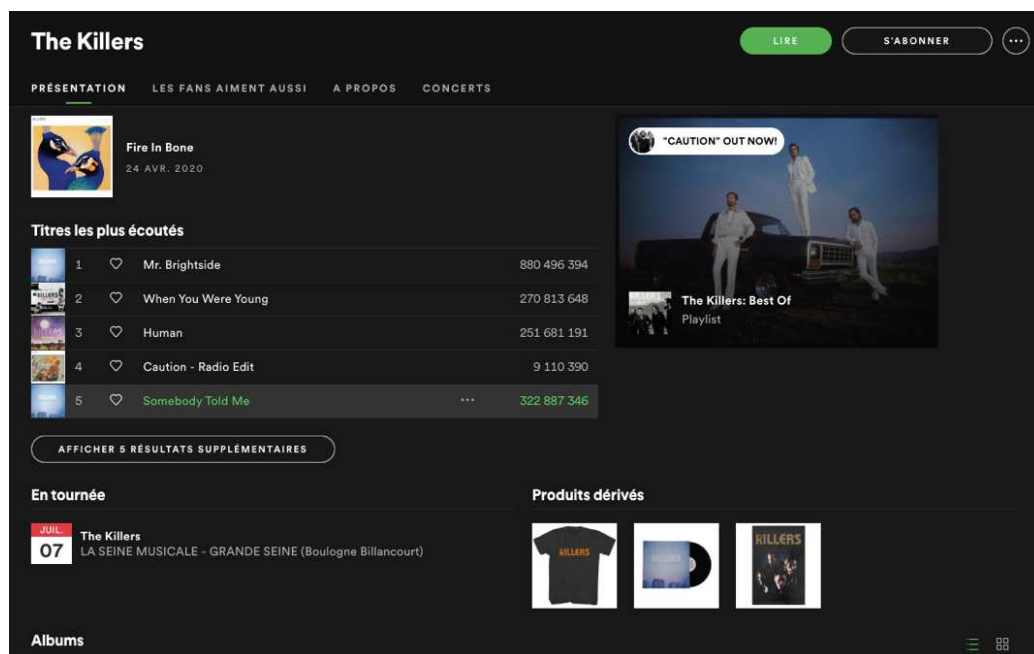 The Killers
LIRE
S'ABONNER
PRÉSENTATION
LES FANS AIMENT AUSSI
A PROPOS
CONCERTS
Fire In Bone
24 AVR. 2020
"CAUTION" OUT NOW!
Titres les plus écoutés
1 Mr. Brightside 880 496 394
2 When You Were Young 270 813 648
3 Human 251 681 191
4 Caution - Radio Edit 9 110 390
5 Somebody Told Me 322 887 346
The Killers: Best Of
Playlist
AFFICHER 5 RÉSULTATS SUPPLÉMENTAIRES
En tournée
JUIL.
07
The Killers
LA SEINE MUSICALE - GRANDE SEINE (Boulogne Billancourt)
Produits dérivés
KILLERS
KILLERS
Albums